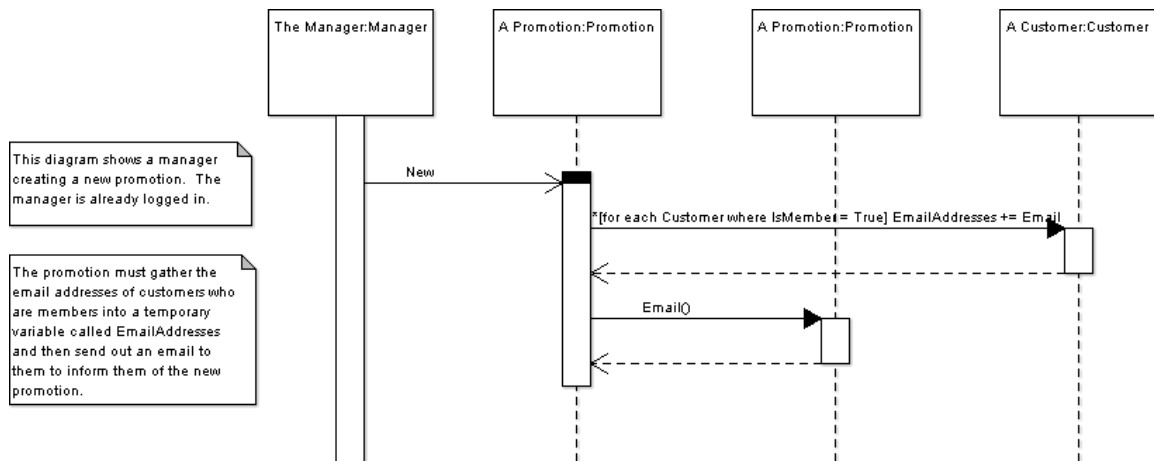 The Manager:Manager
A Promotion:Promotion
A Promotion:Promotion
A Customer:Customer
This diagram shows a manager
creating a new promotion.  The
manager is already logged in.
New
*[for each Customer where IsMember = True] EmailAddresses += Email
The promotion must gather the
email addresses of customers who
are members into a temporary
variable called EmailAddresses
and then send out an email to
them to inform them of the new
promotion.
Email()